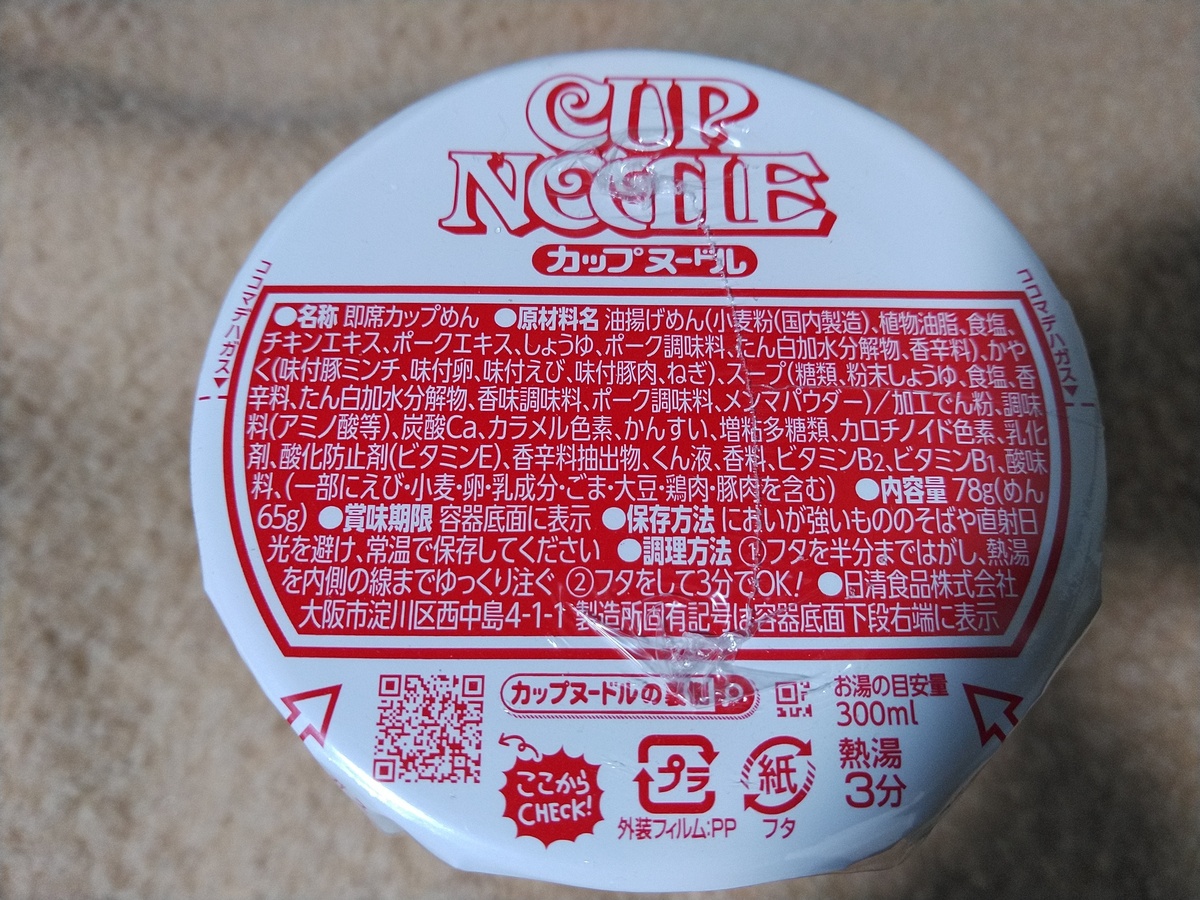 CUP
NOODLE
カップヌードル
ココマデハガス▼
ココマデハガス▼
●名称 即席カップめん ●原材料名 油揚げめん(小麦粉(国内製造)、植物油脂、食塩、
チキンエキス、ポークエキス、しょうゆ、ポーク調味料、たん白加水分解物、香辛料)、かや
く(味付豚ミンチ、味付卵、味付えび、味付豚肉、ねぎ)、スープ(糖類、粉末しょうゆ、食塩、香
辛料、たん白加水分解物、香味調味料、ポーク調味料、メンマパウダー)/加工でん粉、調味
料(アミノ酸等)、炭酸Ca、カラメル色素、かんすい、増粘多糖類、カロチノイド色素、乳化
剤、酸化防止剤(ビタミンE)、香辛料抽出物、くん液、香料、ビタミンB2、ビタミンB1、酸味
料、(一部にえび・小麦・卵・乳成分・ごま・大豆・鶏肉・豚肉を含む) ●内容量 78g(めん
65g) ●賞味期限 容器底面に表示 ●保存方法 においが強いもののそばや直射日
光を避け、常温で保存してください ●調理方法 ①フタを半分まではがし、熱湯
を内側の線までゆっくり注ぐ ②フタをして3分でOK! ●日清食品株式会社
大阪市淀川区西中島4-1-1 製造所固有記号は容器底面下段右端に表示
カップヌードルの裏側
お湯の目安量
300ml
熱湯
3分
ここから
CHECK!
プラ
外装フィルム:PP
紙
フタ